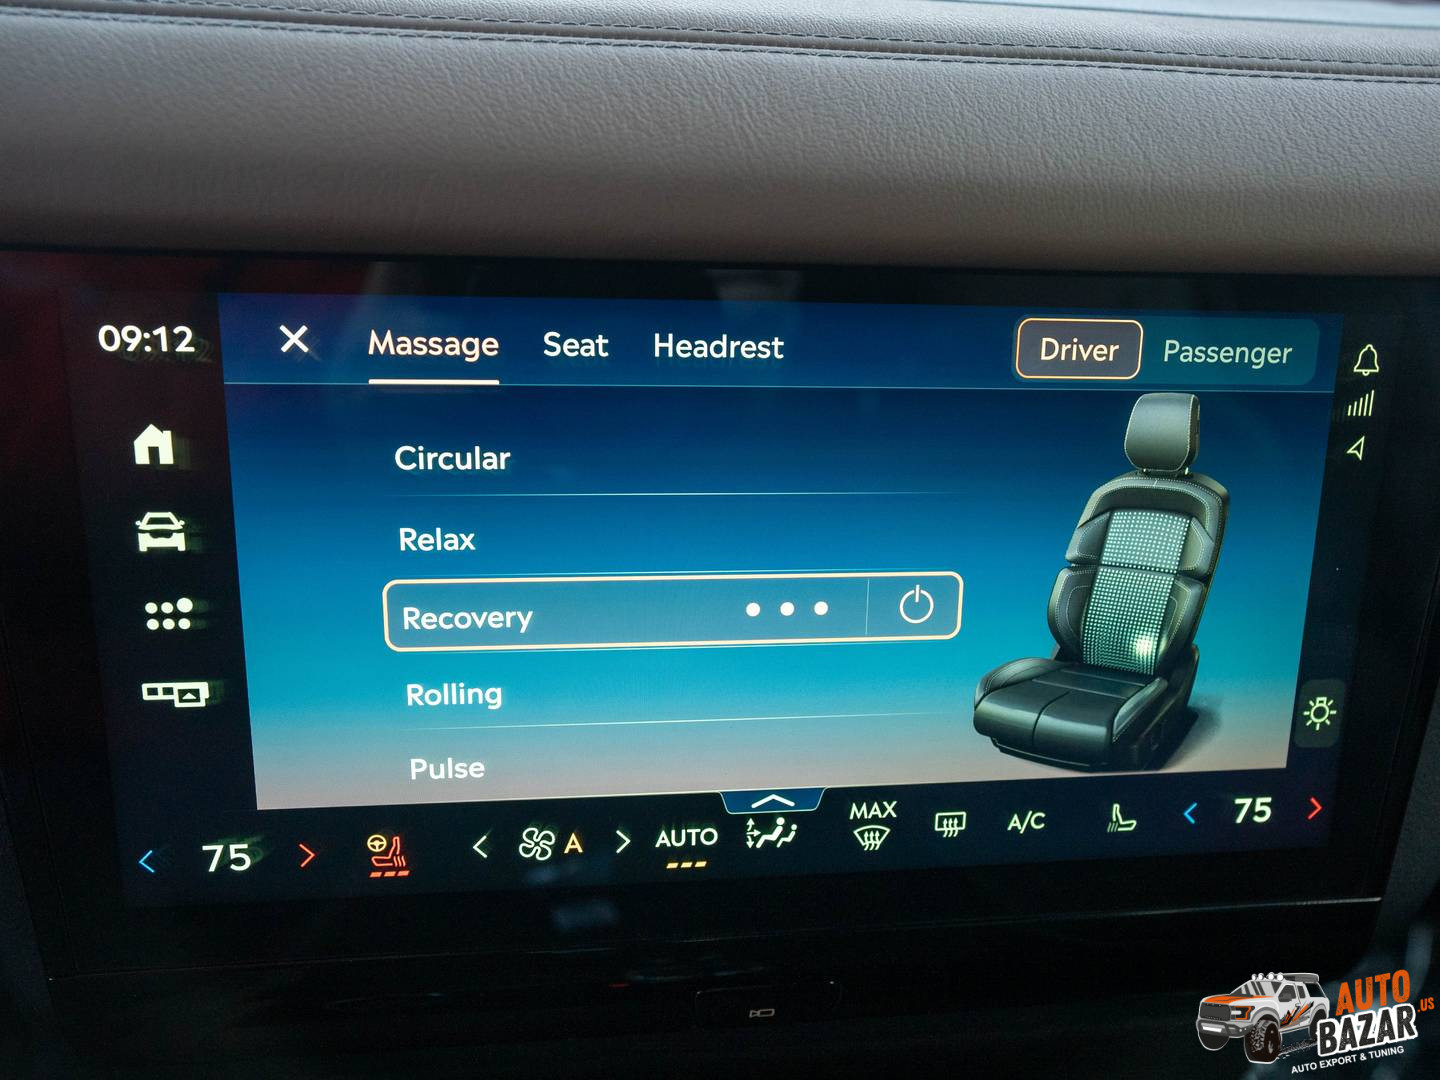 09:12
Massage Seat Headrest
Driver Passenger
Circular
Relax
Recovery
Rolling
Pulse
75
A
AUTO
MAX
A/C
75
AUTO
BAZAR.US
AUTO EXPORT & TUNING